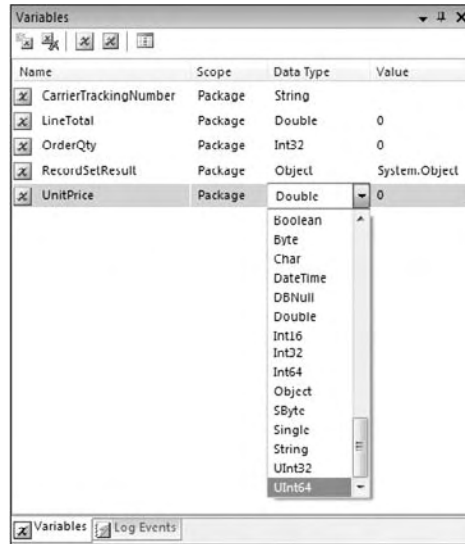 Variables
Name Scope Data Type Value
CarrierTrackingNumber Package String
LineTotal Package Double 0
OrderQty Package Int32 0
RecordSetResult Package Object System.Object
UnitPrice Package Double 0
Boolean
Byte
Char
DateTime
DBNull
Double
Int16
Int32
Int64
Object
SByte
Single
String
UInt32
UInt64
Variables Log Events